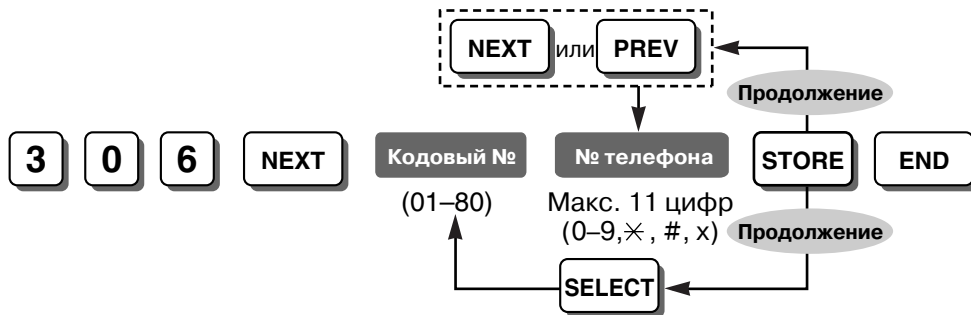 NEXT или PREV
Продолжение
3 0 6 NEXT Кодовый № № телефона STORE END
(01–80) Макс. 11 цифр
(0–9,✳, #, x) Продолжение
SELECT